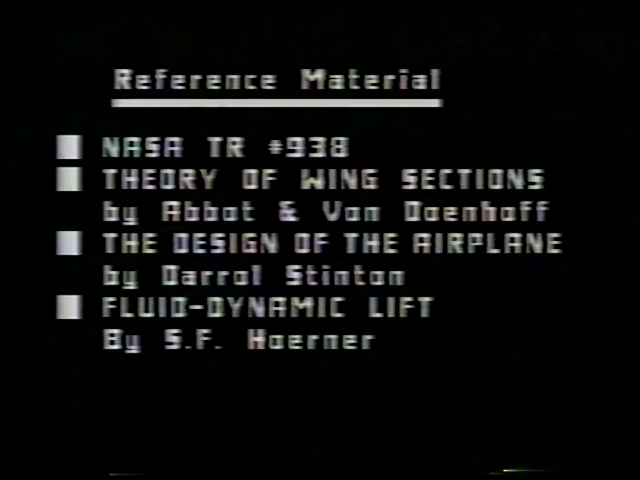 Reference Material
NASA TR #938
THEORY OF WING SECTIONS
by Abbot & Van Doenhoff
THE DESIGN OF THE AIRPLANE
by Darrol Stinton
FLUID-DYNAMIC LIFT
By S.F. Hoerner